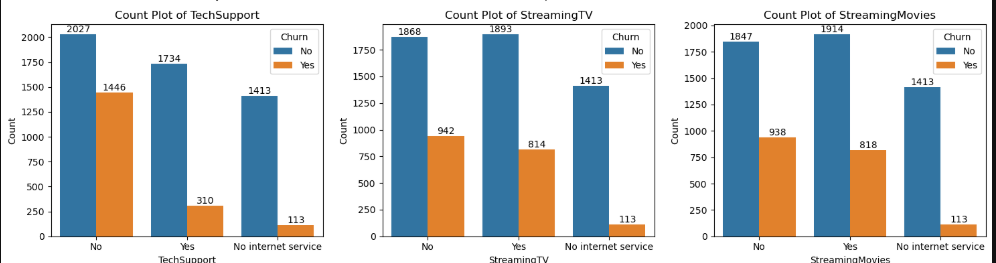 Count Plot of TechSupport
2027
1446
1734
310
1413
113
Churn
No
Yes
2000
1750
1500
1250
1000
750
500
250
0
Count
No Yes No internet service
TechSupport
Count Plot of StreamingTV
1868
942
1893
814
1413
113
Churn
No
Yes
1750
1500
1250
1000
750
500
250
0
Count
No Yes No internet service
StreamingTV
Count Plot of StreamingMovies
1847
938
1914
818
1413
113
Churn
No
Yes
2000
1750
1500
1250
1000
750
500
250
0
Count
No Yes No internet service
StreamingMovies